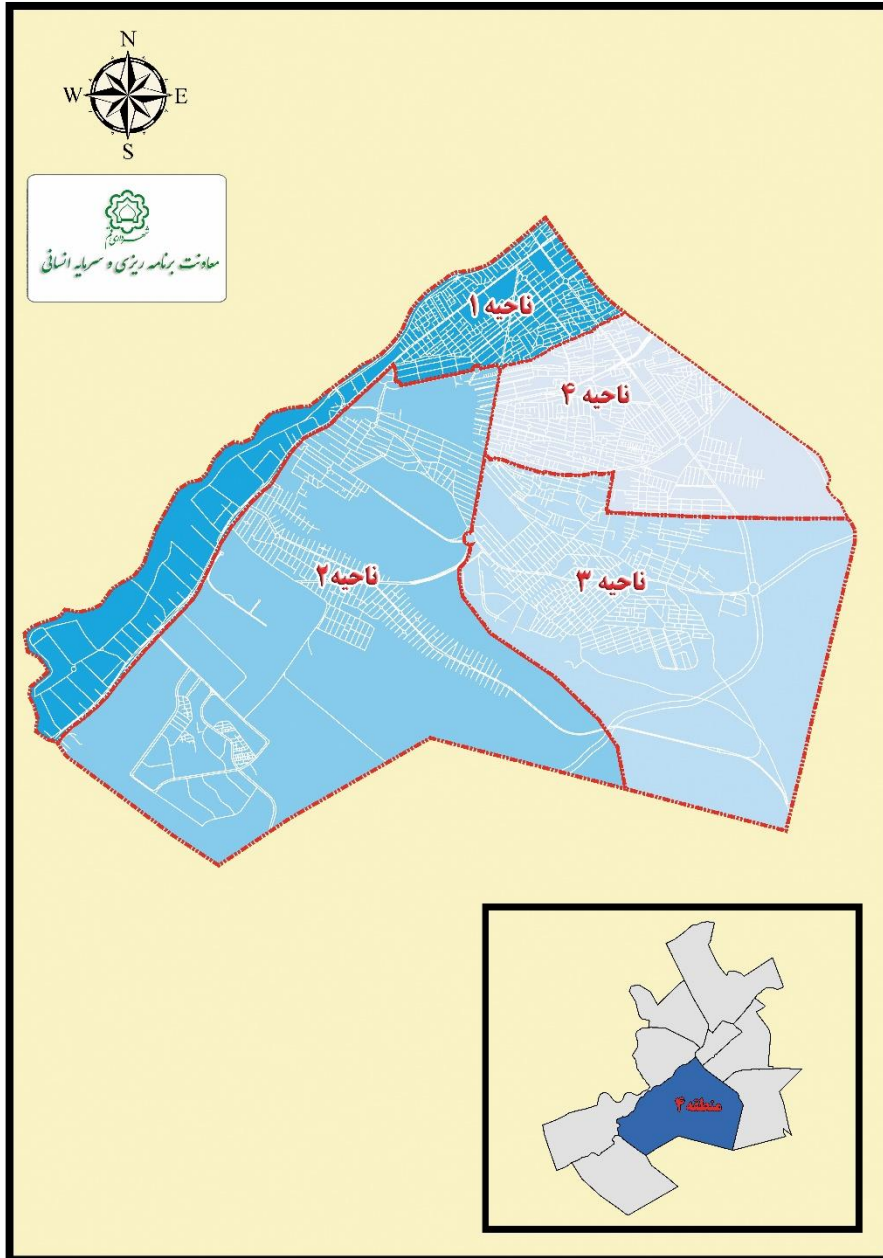 N
W E
S
شهرداری قم
معاونت برنامه ریزی و سرمایه انسانی
ناحیه ۱
ناحیه ۴
ناحیه ۲
ناحیه ۳
منطقه ۴